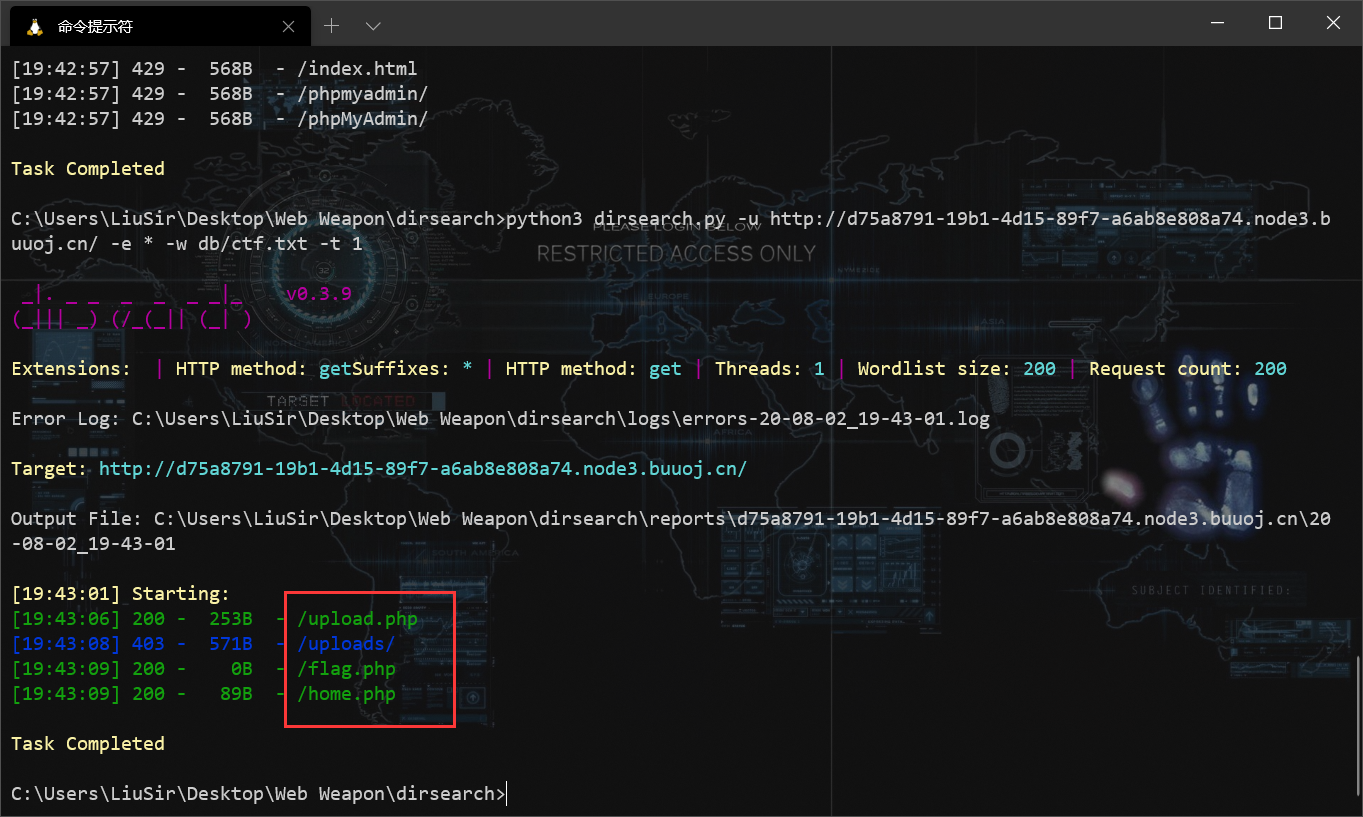 命令提示符
[19:42:57] 429 -  568B  - /index.html
[19:42:57] 429 -  568B  - /phpmyadmin/
[19:42:57] 429 -  568B  - /phpMyAdmin/
Task Completed
C:\Users\LiuSir\Desktop\Web Weapon\dirsearch>python3 dirsearch.py -u http://d75a8791-19b1-4d15-89f7-a6ab8e808a74.node3.b
uuoj.cn/ -e * -w db/ctf.txt -t 1
PLEASE LOGIN BELOW
RESTRICTED ACCESS ONLY
 _|. _ _  _  _  _ _|_    v0.3.9
(_||| _) (/_(_|| (_| )
Extensions:  | HTTP method: getSuffixes: * | HTTP method: get | Threads: 1 | Wordlist size: 200 | Request count: 200
TARGET LOCATED
Error Log: C:\Users\LiuSir\Desktop\Web Weapon\dirsearch\logs\errors-20-08-02_19-43-01.log
Target: http://d75a8791-19b1-4d15-89f7-a6ab8e808a74.node3.buuoj.cn/
Output File: C:\Users\LiuSir\Desktop\Web Weapon\dirsearch\reports\d75a8791-19b1-4d15-89f7-a6ab8e808a74.node3.buuoj.cn\20
-08-02_19-43-01
SOUTH AMERICA
EUROPE
ASIA
AFRICA
SUBJECT IDENTIFIED:
[19:43:01] Starting:
[19:43:06] 200 -  253B  - /upload.php
[19:43:08] 403 -  571B  - /uploads/
[19:43:09] 200 -    0B  - /flag.php
[19:43:09] 200 -   89B  - /home.php
Task Completed
C:\Users\LiuSir\Desktop\Web Weapon\dirsearch>